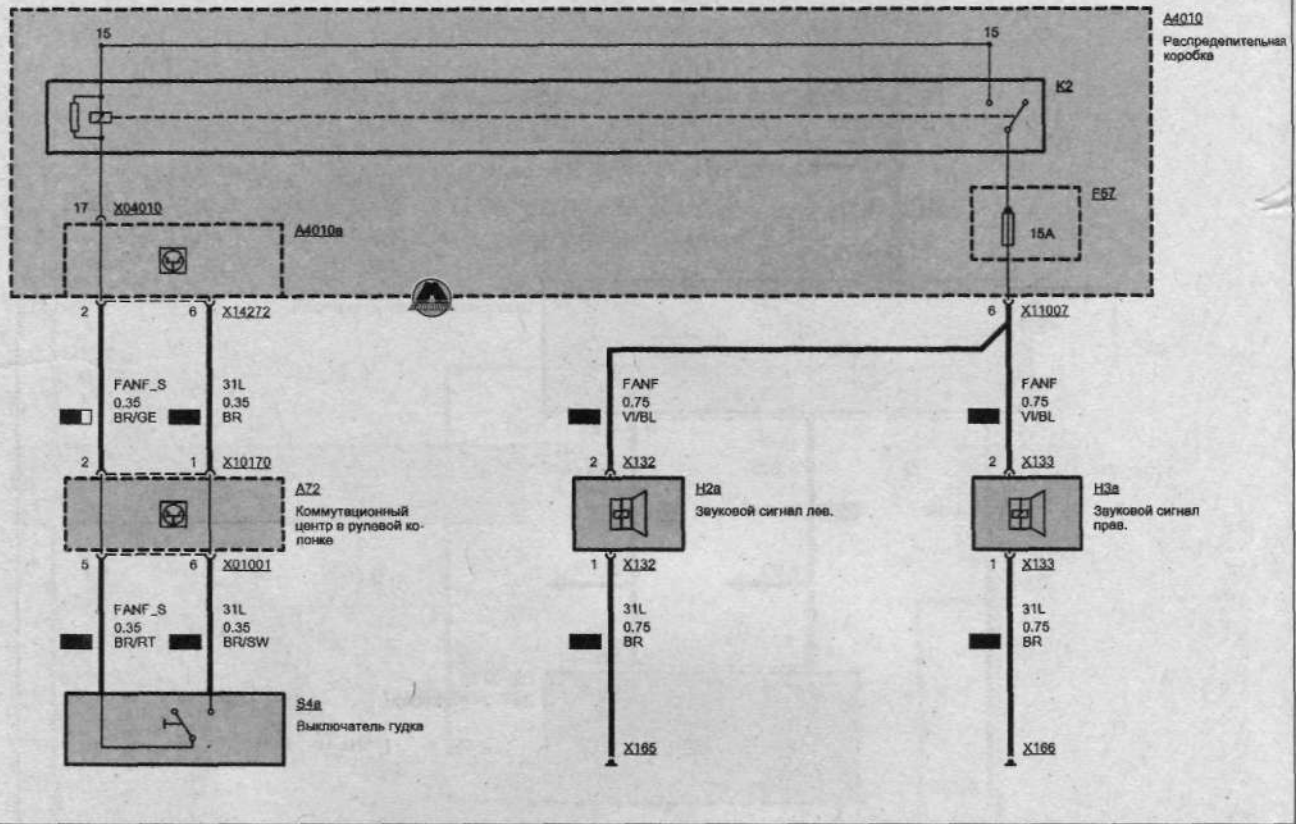 A4010
Распределительная
коробка
15
15
K2
17 X04010
A4010a
F67
15A
2
6 X14272
6 X11007
FANF_S
0.35
BR/GE
31L
0.35
BR
FANF
0.75
VI/BL
FANF
0.75
VI/BL
2
1 X10170
2 X132
2 X133
A72
Коммутационный
центр в рулевой ко-
лонке
H2a
Звуковой сигнал лев.
H3a
Звуковой сигнал
прав.
5
6 X01001
1 X132
1 X133
FANF_S
0.35
BR/RT
31L
0.35
BR/SW
31L
0.75
BR
31L
0.75
BR
S4a
Выключатель гудка
X165
X166